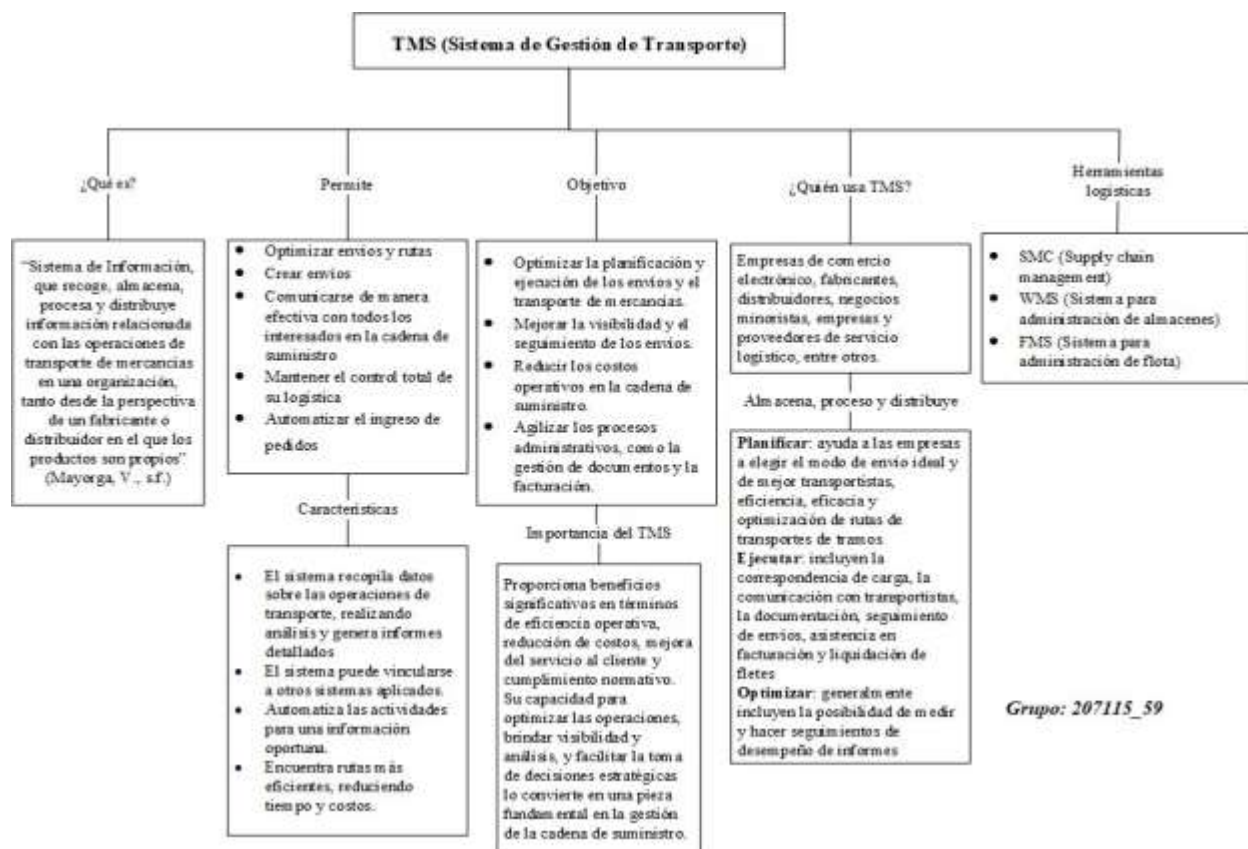 TMS (Sistema de Gestión de Transporte)
¿Qué es?
"Sistema de Información,
que recoge, almacena,
procesa y distribuye
información relacionada
con las operaciones de
transporte de mercancías
en una organización,
tanto desde la perspectiva
de un fabricante o
distribuidor en el que los
productos son propios"
(Mayorga, V., s.f.)
Permite
• Optimizar envíos y rutas
• Crear envíos
• Comunicarse de manera
efectiva con todos los
interesados en la cadena de
suministro
• Mantener el control total de
su logística
• Automatizar el ingreso de
pedidos
Características
• El sistema recopila datos
sobre las operaciones de
transporte, realizando
análisis y genera informes
detallados
• El sistema puede vincularse
a otros sistemas aplicados.
• Automatiza las actividades
para una información
oportuna.
• Encuentra rutas más
eficientes, reduciendo
tiempo y costos.
Objetivo
• Optimizar la planificación y
ejecución de los envíos y el
transporte de mercancías.
• Mejorar la visibilidad y el
seguimiento de los envíos.
• Reducir los costos
operativos en la cadena de
suministro.
• Agilizar los procesos
administrativos, como la
gestión de documentos y la
facturación.
Importancia del TMS
Proporciona beneficios
significativos en términos
de eficiencia operativa,
reducción de costos, mejora
del servicio al cliente y
cumplimiento normativo.
Su capacidad para
optimizar las operaciones,
brindar visibilidad y
análisis, y facilitar la toma
de decisiones estratégicas
lo convierte en una pieza
fundamental en la gestión
de la cadena de suministro.
¿Quién usa TMS?
Empresas de comercio
electrónico, fabricantes,
distribuidores, negocios
minoristas, empresas y
proveedores de servicio
logístico, entre otros.
Almacena, proceso y distribuye
Planificar: ayuda a las empresas
a elegir el modo de envío ideal y
de mejor transportistas,
eficiencia, eficacia y
optimización de rutas de
transportes de tramos
Ejecutar: incluyen la
correspondencia de carga, la
comunicación con transportistas,
la documentación, seguimiento
de envíos, asistencia en
facturación y liquidación de
fletes
Optimizar: generalmente
incluyen la posibilidad de medir
y hacer seguimientos de
desempeño de informes
Herramientas
logísticas
• SMC (Supply chain
management)
• WMS (Sistema para
administración de almacenes)
• FMS (Sistema para
administración de flota)
Grupo: 207115_59